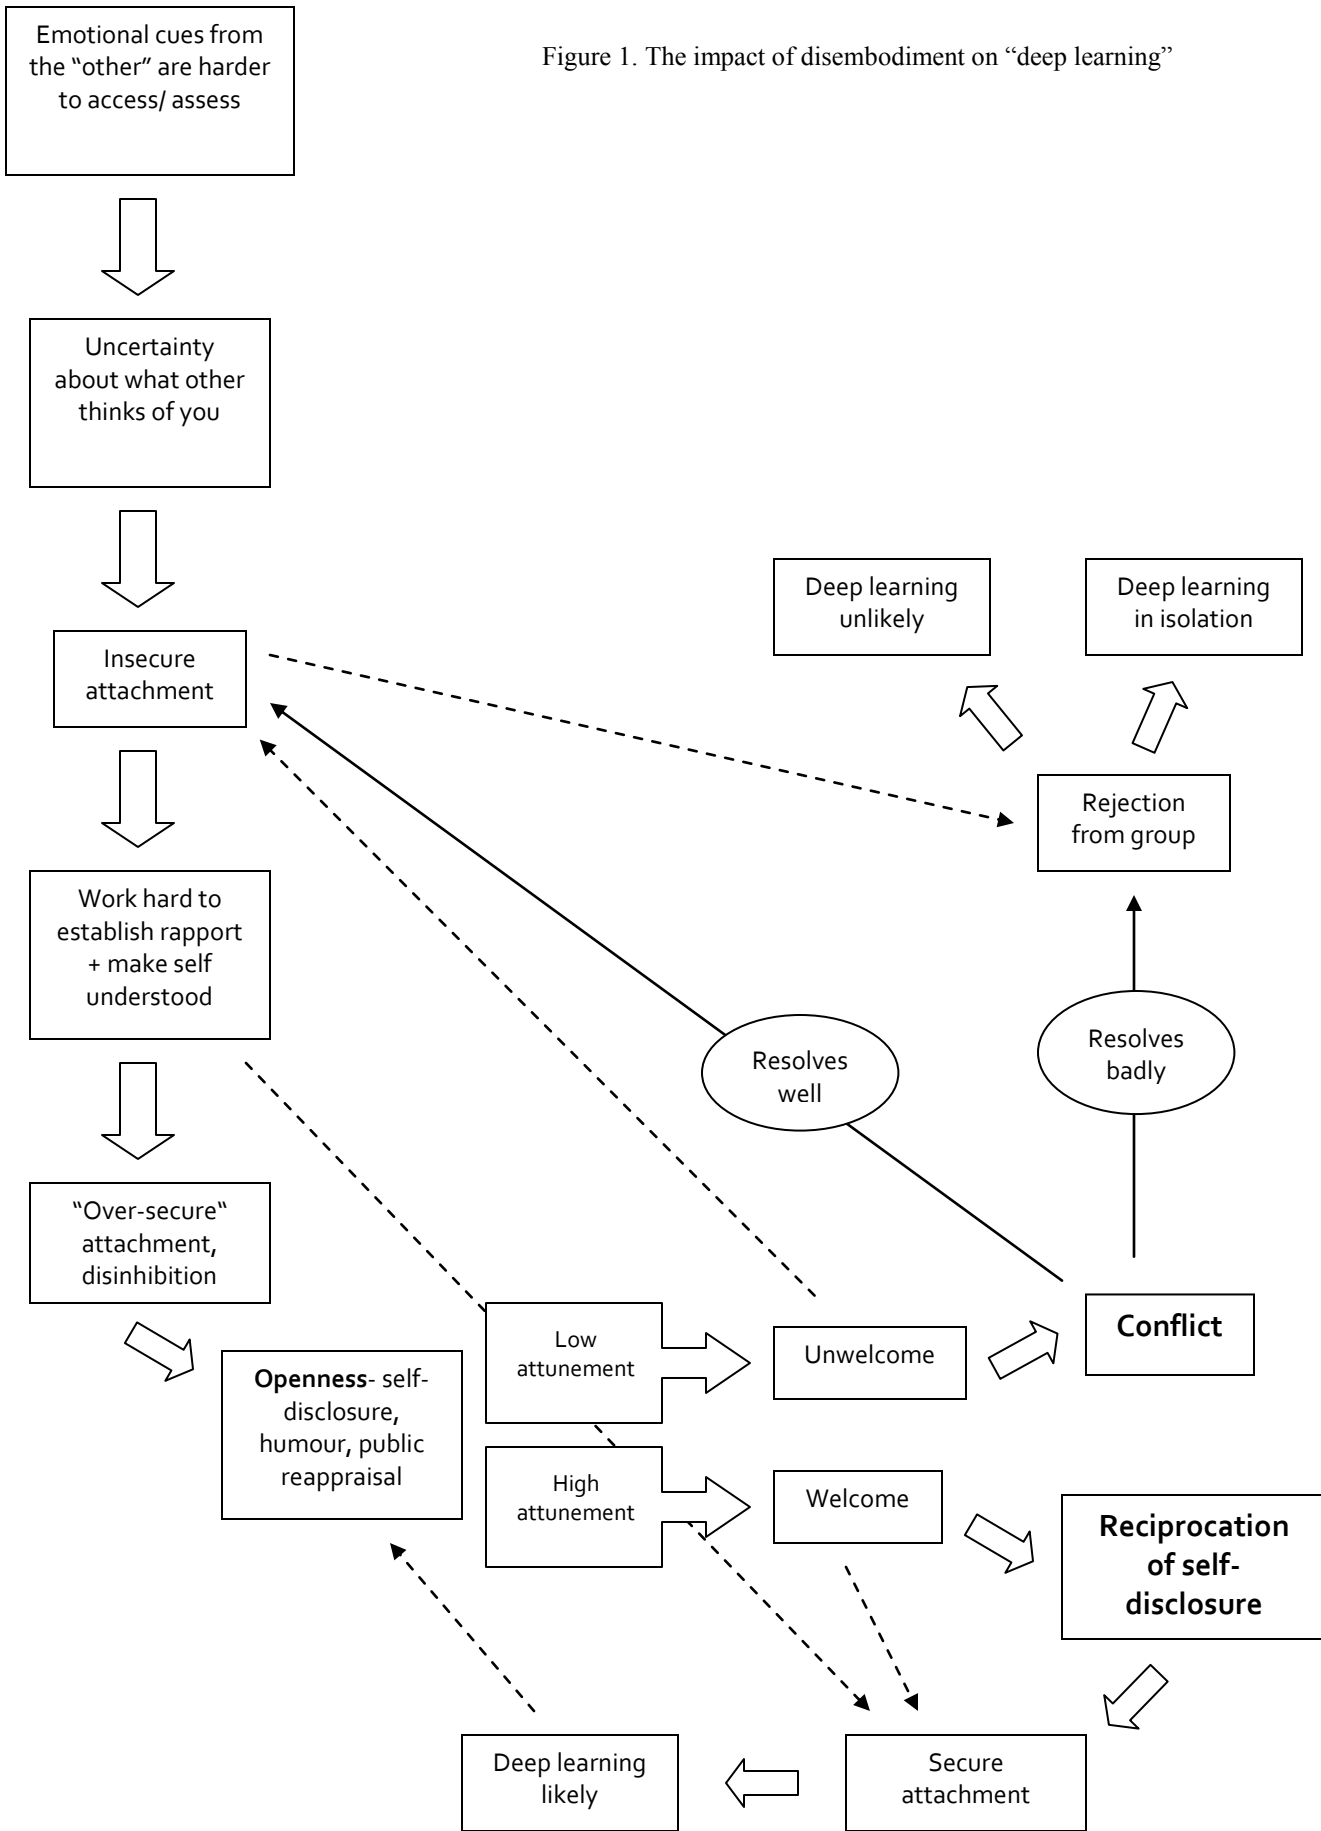 Emotional cues from
the “other” are harder
to access/ assess
Figure 1. The impact of disembodiment on “deep learning”
Uncertainty
about what other
thinks of you
Insecure
attachment
Deep learning
unlikely
Deep learning
in isolation
Rejection
from group
Work hard to
establish rapport
+ make self
understood
Resolves
well
Resolves
badly
“Over-secure“
attachment,
disinhibition
Openness- self-
disclosure,
humour, public
reappraisal
Low
attunement
Unwelcome
Conflict
High
attunement
Welcome
Reciprocation
of self-
disclosure
Deep learning
likely
Secure
attachment